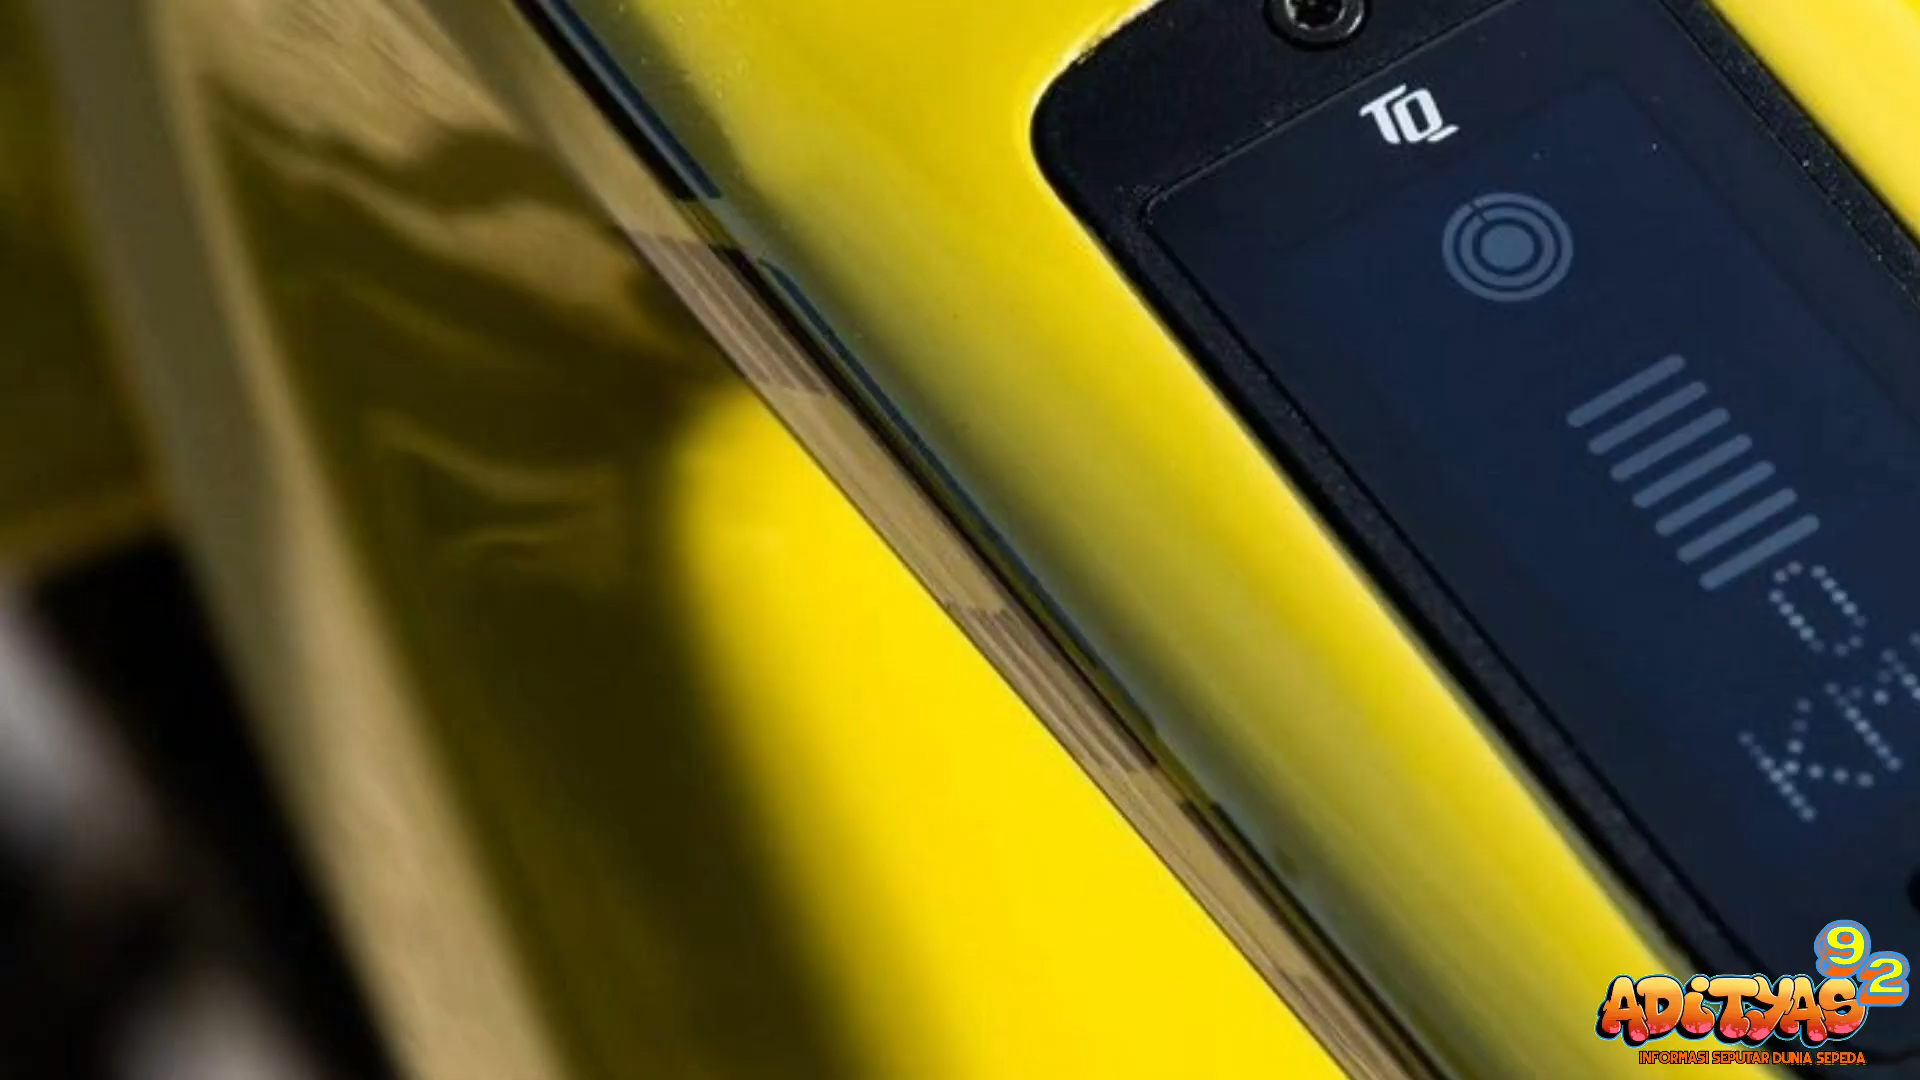 TQ
92
ADITYAS
INFORMASI SEPUTAR DUNIA SEPEDA